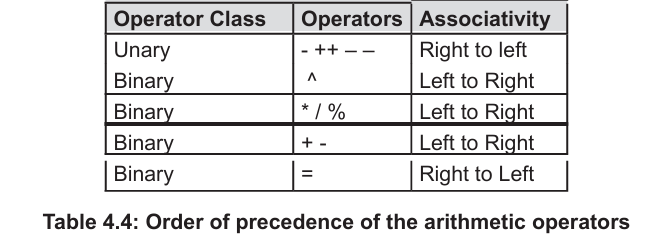 Operator Class Operators Associativity
Unary - ++ – – Right to left
Binary ^ Left to Right
Binary * / % Left to Right
Binary + - Left to Right
Binary = Right to Left
Table 4.4: Order of precedence of the arithmetic operators